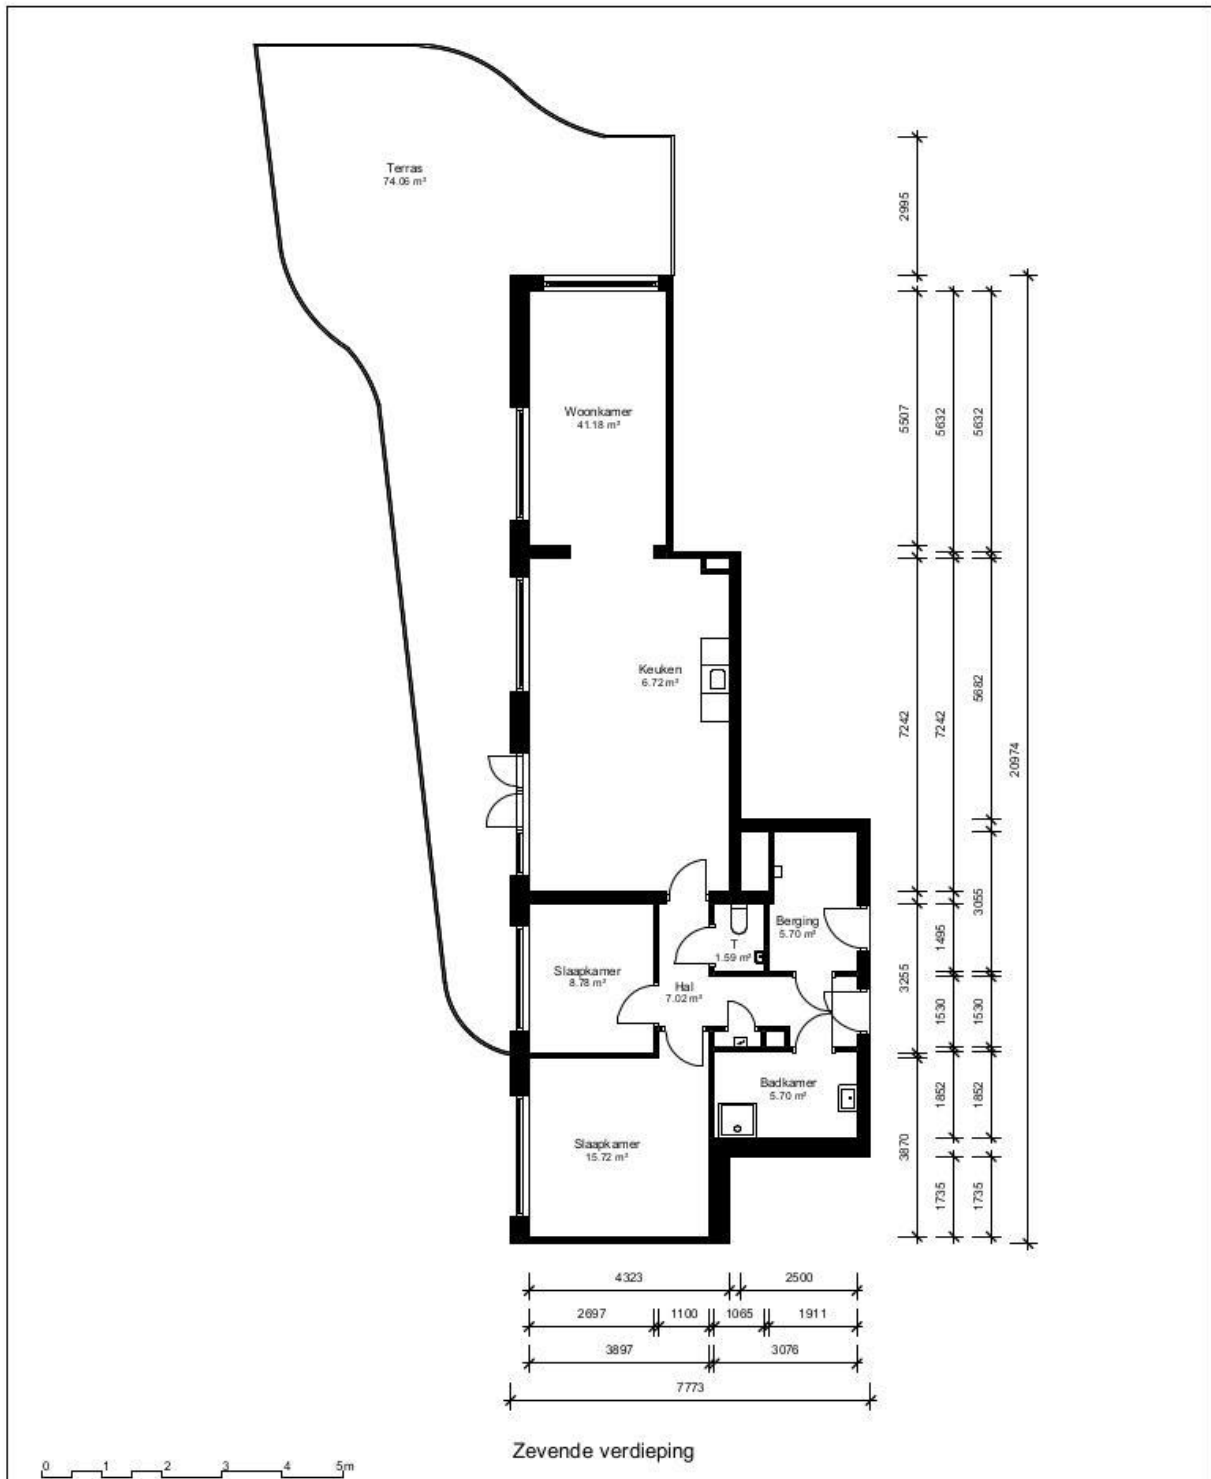 Terras
74.06 m²
2995
Woonkamer
41.18 m²
5507
5632
5632
Keuken
6.72 m²
7242
7242
5682
20974
Berging
5.70 m²
T
1.59 m²
Slaapkamer
8.78 m²
Hal
7.02 m²
3255
1495
3055
1530
1530
Badkamer
5.70 m²
1852
1852
Slaapkamer
15.72 m²
3870
1735
1735
4323
2500
2697
1100
1065
1911
3897
3076
7773
Zevende verdieping
0 1 2 3 4 5m